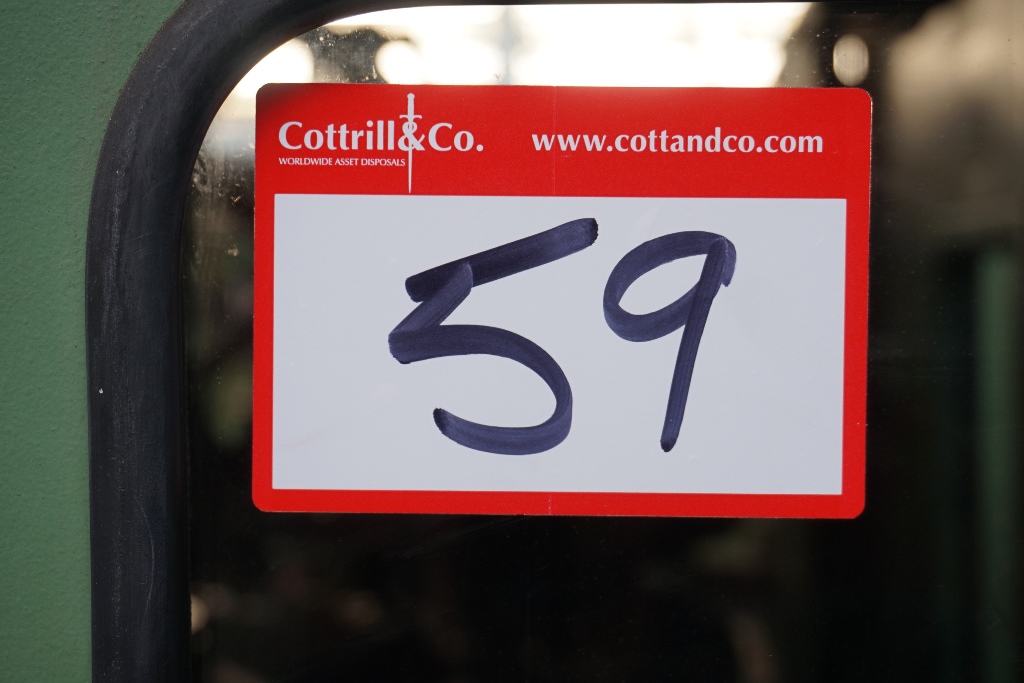 Cottrill&Co. www.cottandco.com
WORLDWIDE ASSET DISPOSALS
59